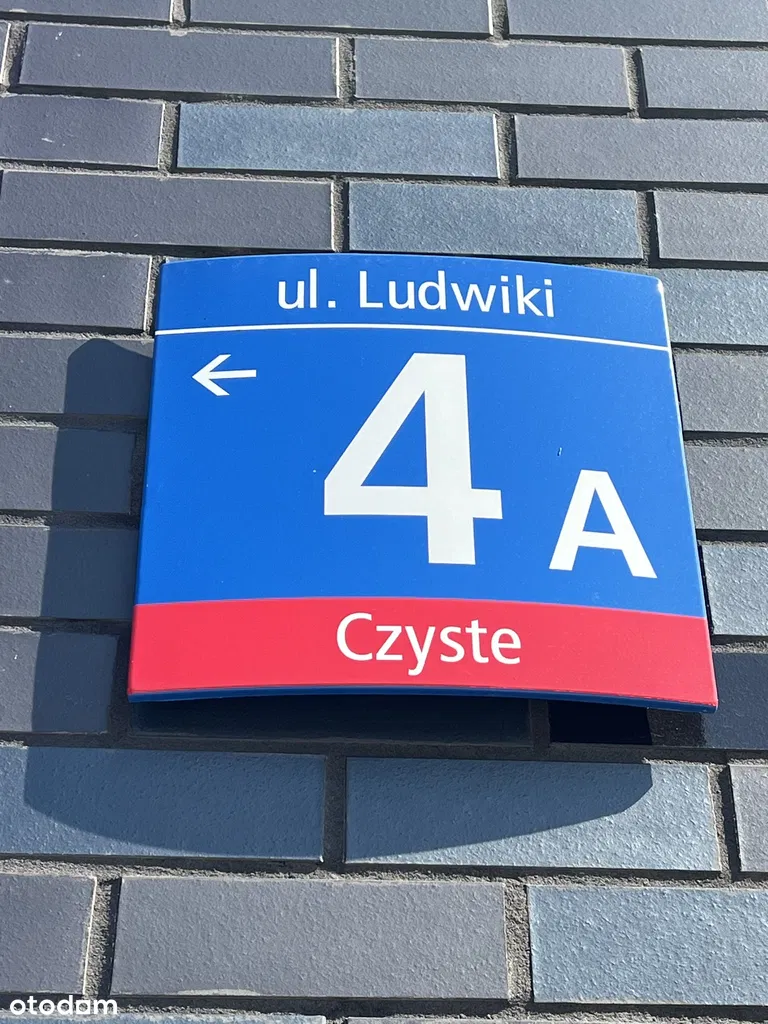 ul. Ludwiki
← 4 A
Czyste
otodom